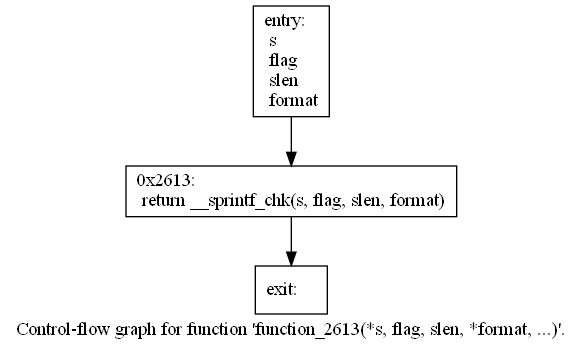 entry:
s
flag
slen
format
0x2613:
return __sprintf_chk(s, flag, slen, format)
exit:
Control-flow graph for function 'function_2613(*s, flag, slen, *format, ...)'.